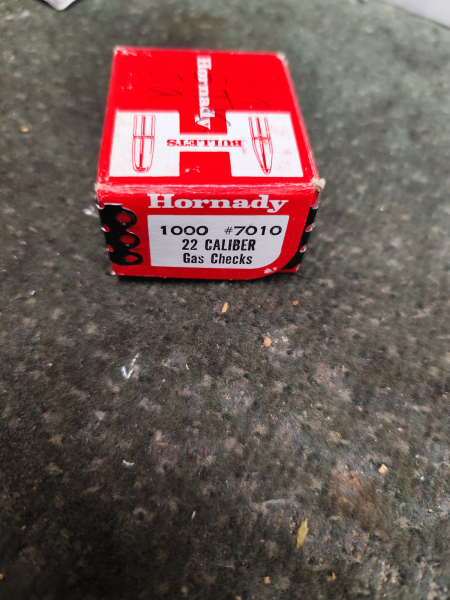 Hornady
BULLETS
Hornady
1000 #7010
22 CALIBER
Gas Checks